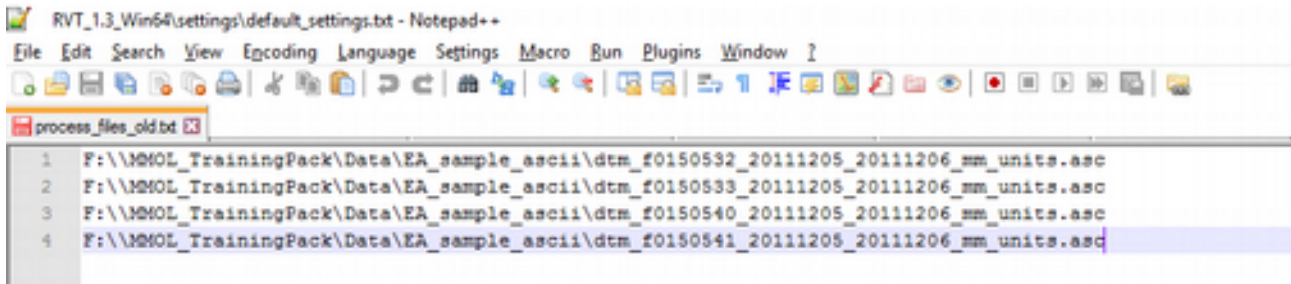 RVT_1.3_Win64\settings\default_settings.txt - Notepad++
File Edit Search View Encoding Language Settings Macro Run Plugins Window ?
process_files_old.txt
1 F:\\MMOL_TrainingPack\Data\EA_sample_ascii\dtm_f0150532_20111205_20111206_mm_units.asc
2 F:\\MMOL_TrainingPack\Data\EA_sample_ascii\dtm_f0150533_20111205_20111206_mm_units.asc
3 F:\\MMOL_TrainingPack\Data\EA_sample_ascii\dtm_f0150540_20111205_20111206_mm_units.asc
4 F:\\MMOL_TrainingPack\Data\EA_sample_ascii\dtm_f0150541_20111205_20111206_mm_units.asc